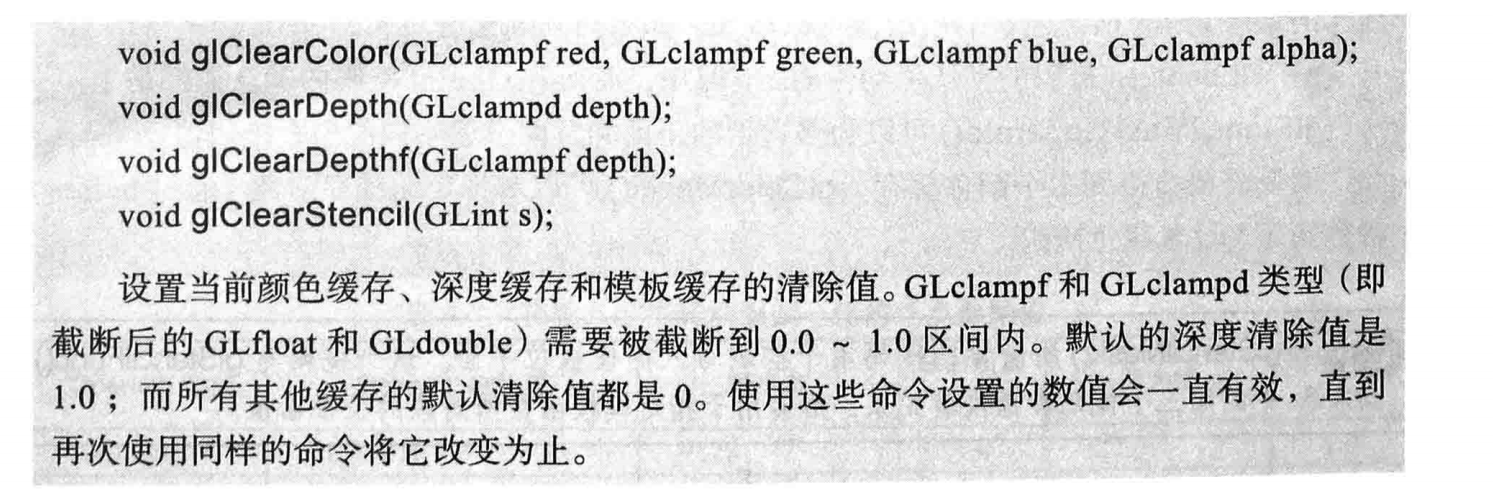 void glClearColor(GLclampf red, GLclampf green, GLclampf blue, GLclampf alpha);
void glClearDepth(GLclampd depth);
void glClearDepthf(GLclampf depth);
void glClearStencil(GLint s);
设置当前颜色缓存、深度缓存和模板缓存的清除值。GLclampf 和 GLclampd 类型（即
截断后的 GLfloat 和 GLdouble）需要被截断到 0.0 ~ 1.0 区间内。默认的深度清除值是
1.0；而所有其他缓存的默认清除值都是 0。使用这些命令设置的数值会一直有效，直到
再次使用同样的命令将它改变为止。